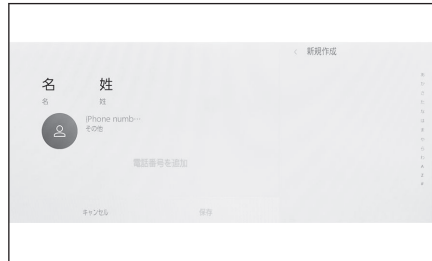 新規作成
名 姓
名 姓
iPhone numb…
その他
電話番号を追加
キャンセル 保存